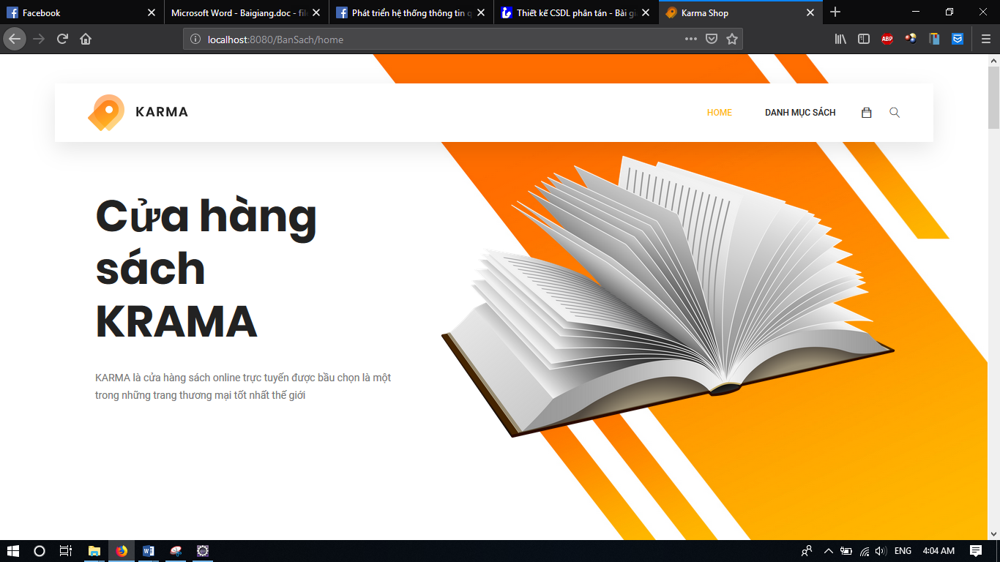 Facebook
Microsoft Word - Baigiang.doc - fil
Phát triển hệ thống thông tin q
Thiết kế CSDL phân tán - Bài gi
Karma Shop
localhost:8080/BanSach/home
ABP
KARMA
HOME
DANH MỤC SÁCH
Cửa hàng
sách
KRAMA
KARMA là cửa hàng sách online trực tuyến được bầu chọn là một
trong những trang thương mại tốt nhất thế giới
ENG
4:04 AM